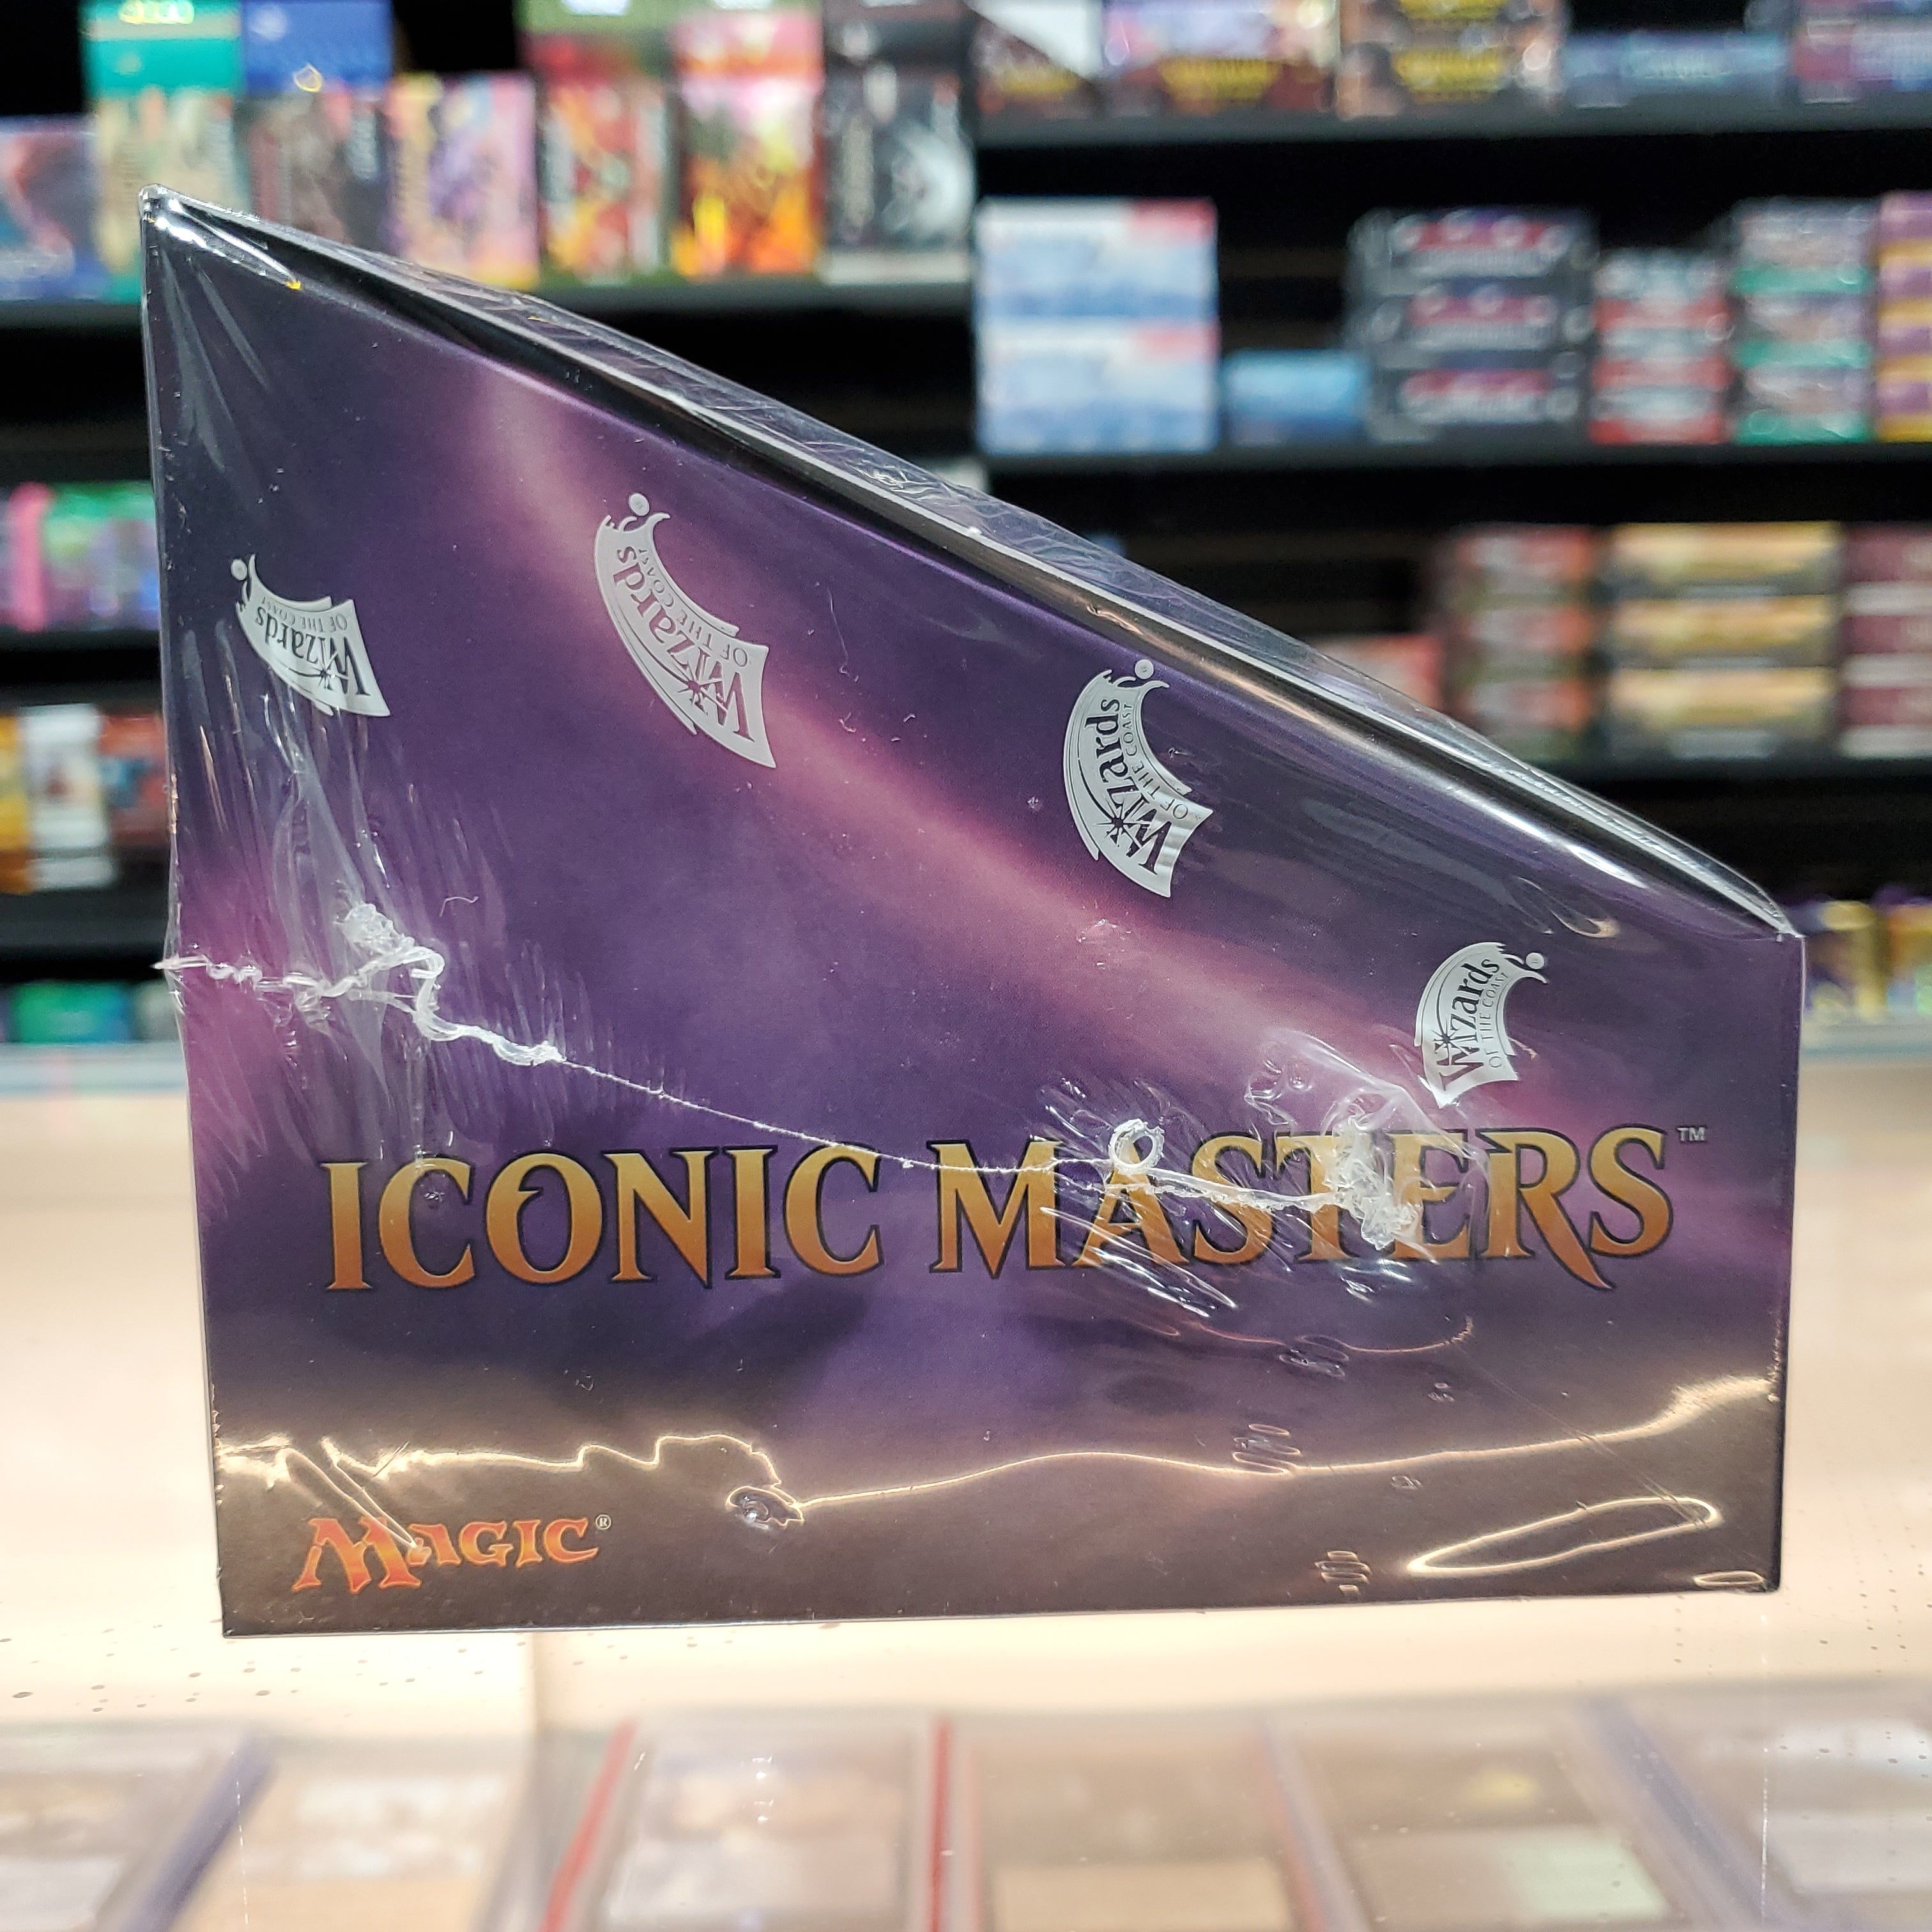 Wizards
OF THE COAST
Wizards
OF THE COAST
Wizards
OF THE COAST
Wizards
OF THE COAST
ICONIC MASTERS™
MAGIC®